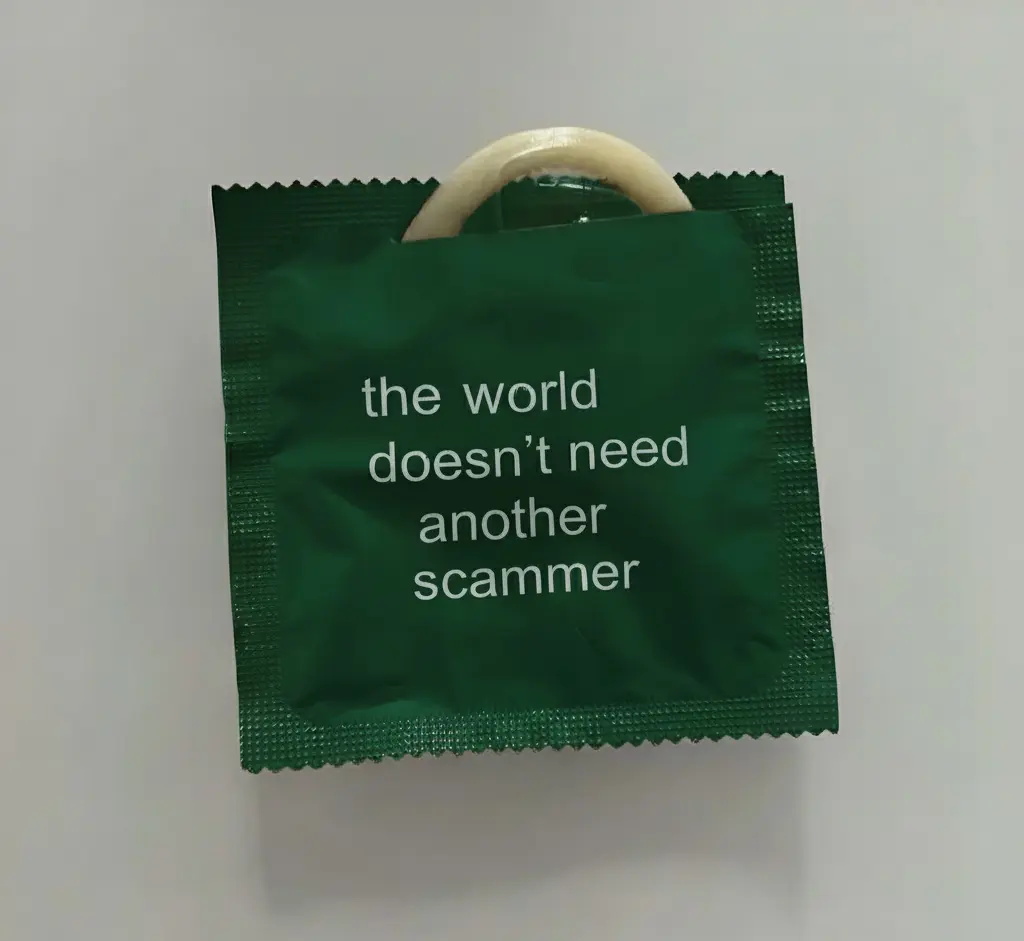 the world
doesn’t need
another
scammer